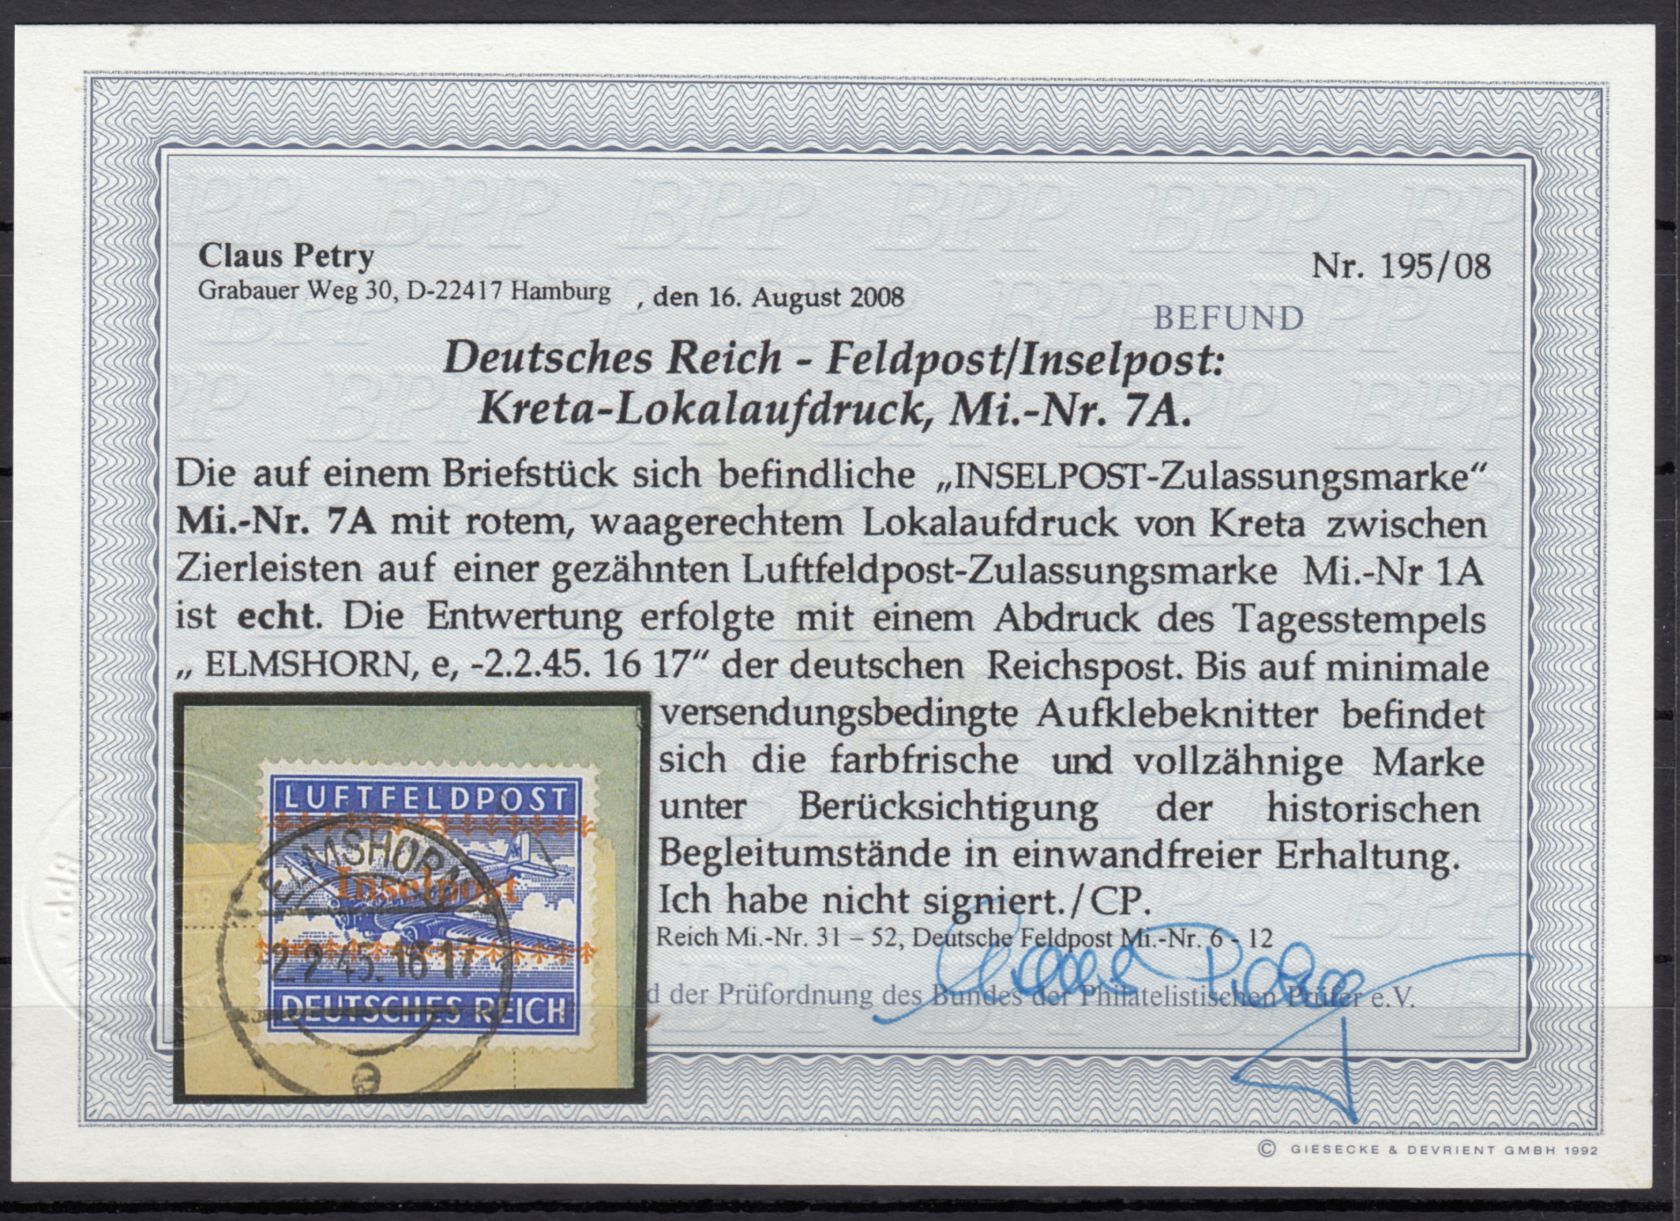 Claus Petry
Nr. 195/08
Grabauer Weg 30, D-22417 Hamburg , den 16. August 2008
BEFUND
Deutsches Reich - Feldpost/Inselpost:
Kreta-Lokalaufdruck, Mi.-Nr. 7A.
Die auf einem Briefstück sich befindliche „INSELPOST-Zulassungsmarke“
Mi.-Nr. 7A mit rotem, waagerechtem Lokalaufdruck von Kreta zwischen
Zierleisten auf einer gezähnten Luftfeldpost-Zulassungsmarke Mi.-Nr 1A
ist echt. Die Entwertung erfolgte mit einem Abdruck des Tagesstempels
„ ELMSHORN, e, -2.2.45. 16 17“ der deutschen Reichspost. Bis auf minimale
versendungsbedingte Aufklebeknitter befindet
sich die farbfrische und vollzähnige Marke
unter Berücksichtigung der historischen
Begleitumstände in einwandfreier Erhaltung.
Ich habe nicht signiert./CP.
Reich Mi.-Nr. 31 – 52, Deutsche Feldpost Mi.-Nr. 6 - 12
d der Prüfordnung des Bundes der Philatelistischen Prüfer e.V.
LUFTFELDPOST
ELMSHORN
Inselpost
2.2.45. 16 17
DEUTSCHES REICH
e
© GIESECKE & DEVRIENT GMBH 1992